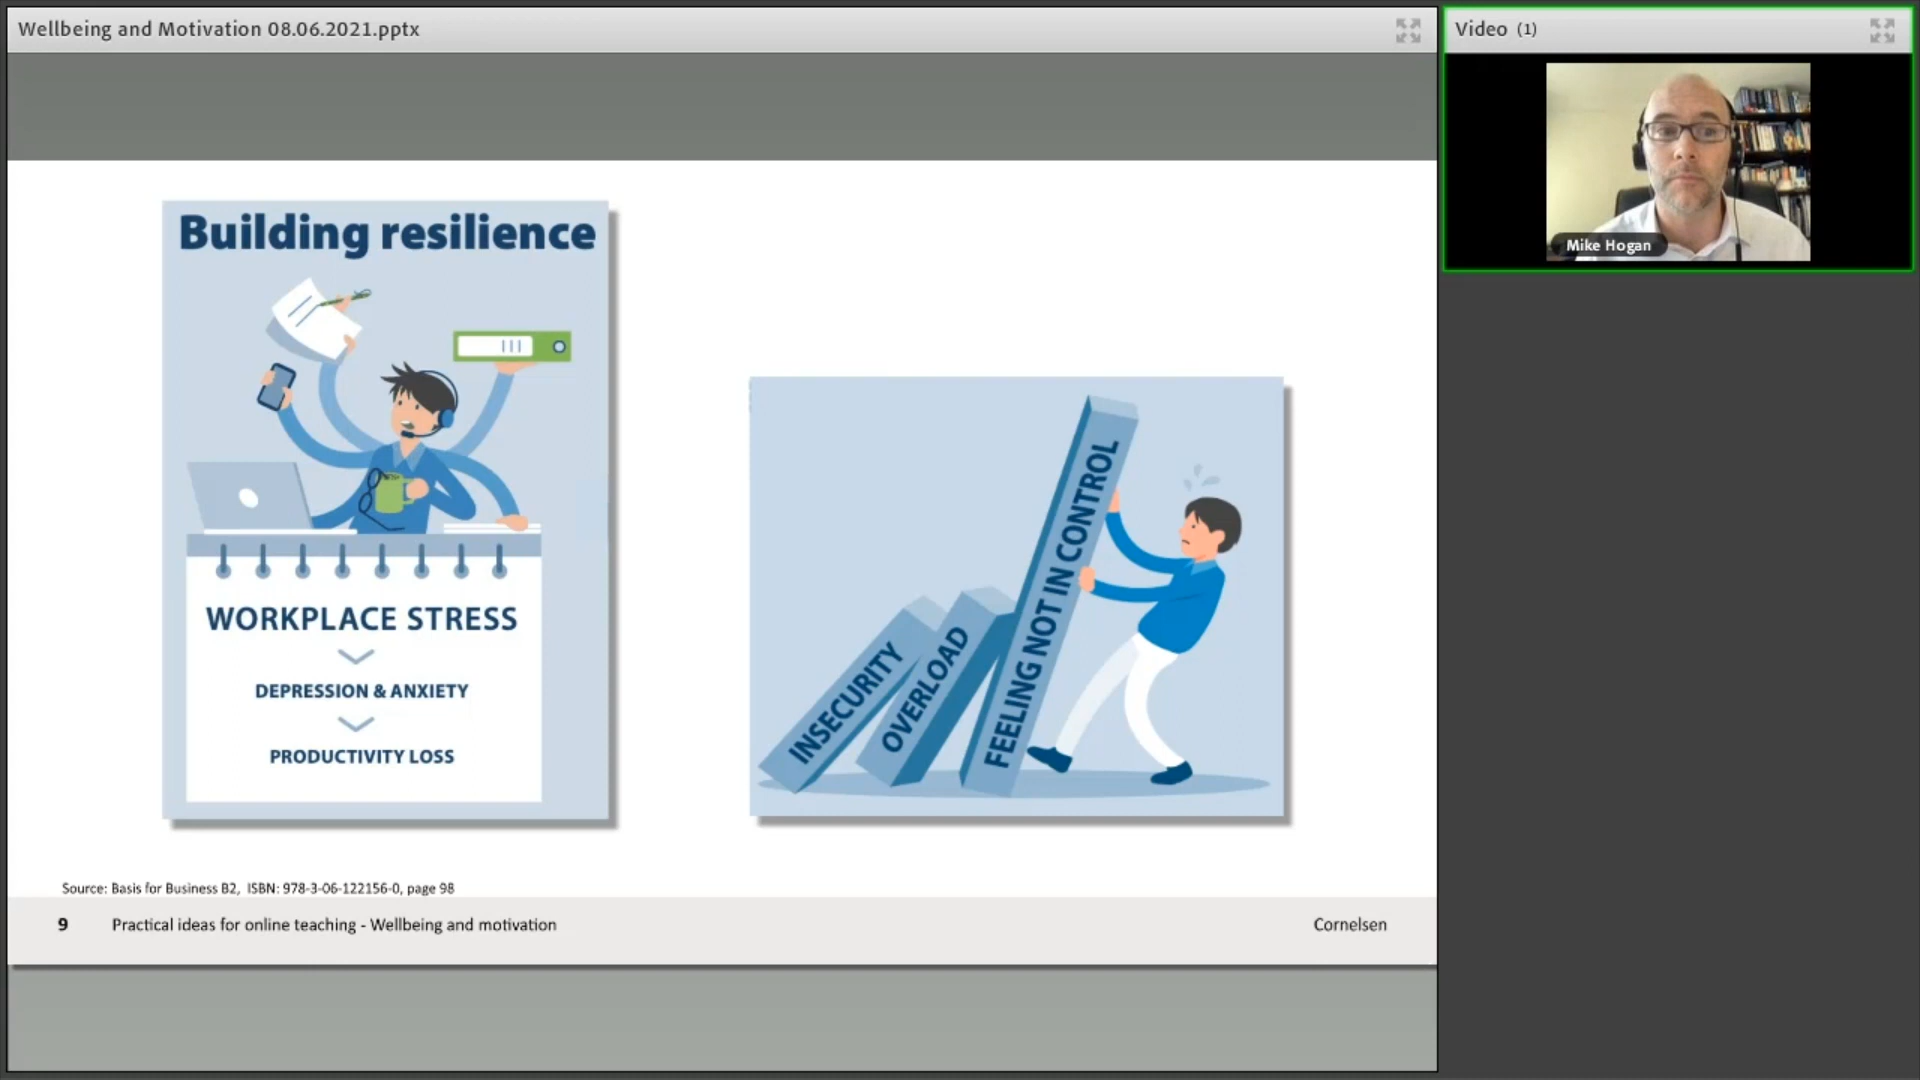 Wellbeing and Motivation 08.06.2021.pptx
Video (1)
Mike Hogan
Building resilience
WORKPLACE STRESS
DEPRESSION & ANXIETY
PRODUCTIVITY LOSS
INSECURITY
OVERLOAD
FEELING NOT IN CONTROL
Source: Basis for Business B2, ISBN: 978-3-06-122156-0, page 98
9 Practical ideas for online teaching - Wellbeing and motivation Cornelsen